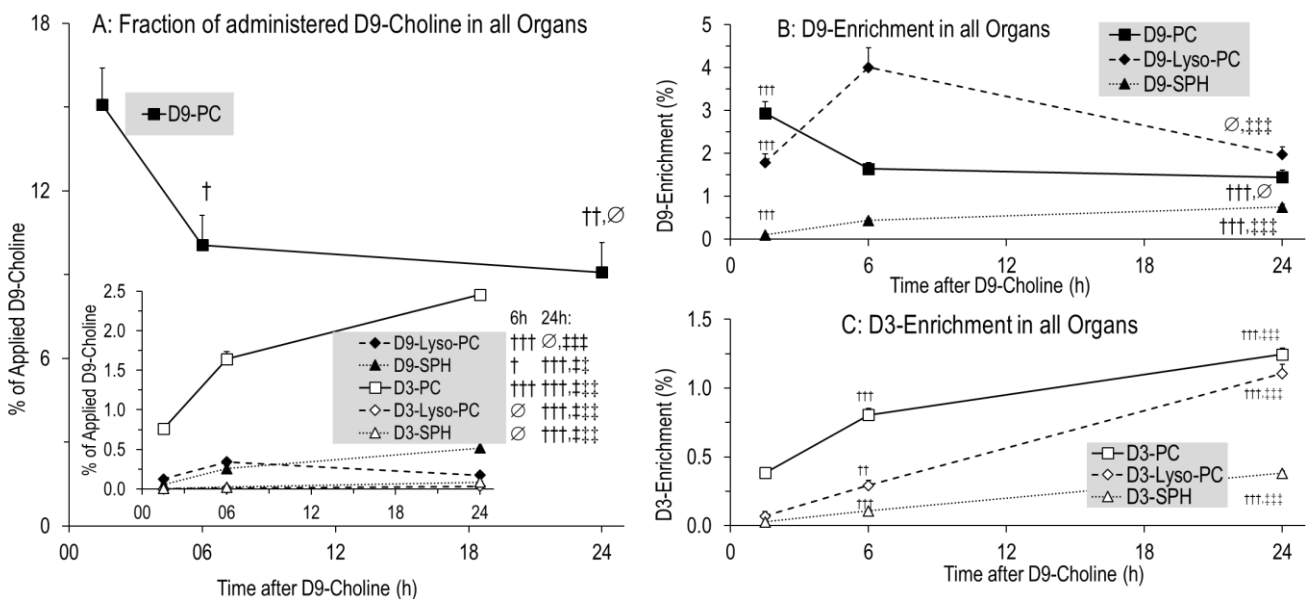 A: Fraction of administered D9-Choline in all Organs
% of Applied D9-Choline
18
12
6
0
D9-PC
†
††,∅
00 06 12 18 24
Time after D9-Choline (h)
% of Applied D9-Choline
2.5
2.0
1.5
1.0
0.5
0.0
00 06 12 18 24
6h 24h:
D9-Lyso-PC ††† ∅,‡‡‡
D9-SPH † †††,‡‡
D3-PC ††† †††,‡‡‡
D3-Lyso-PC ∅ †††,‡‡‡
D3-SPH ∅ †††,‡‡‡
B: D9-Enrichment in all Organs
D9-Enrichment (%)
5
4
3
2
1
0
D9-PC
D9-Lyso-PC
D9-SPH
†††
†††
†††
∅,‡‡‡
†††,∅
†††,‡‡‡
0 6 12 18 24
Time after D9-Choline (h)
C: D3-Enrichment in all Organs
D3-Enrichment (%)
1.5
1.0
0.5
0.0
†††
††
†††
†††,‡‡‡
†††,‡‡‡
†††,‡‡‡
D3-PC
D3-Lyso-PC
D3-SPH
0 6 12 18 24
Time after D9-Choline (h)